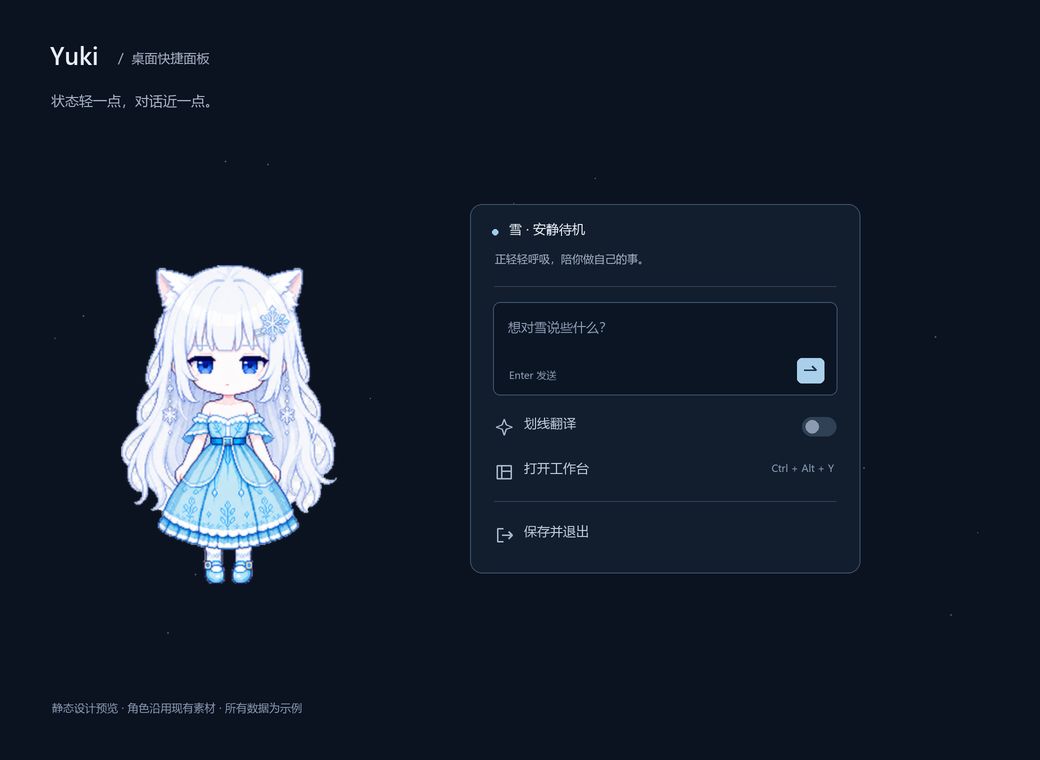 Yuki / 桌面快捷面板
状态轻一点，对话近一点。
雪 · 安静待机
正轻轻呼吸，陪你做自己的事。
想对雪说些什么？
Enter 发送
划线翻译
打开工作台 Ctrl + Alt + Y
保存并退出
静态设计预览 · 角色沿用现有素材 · 所有数据为示例